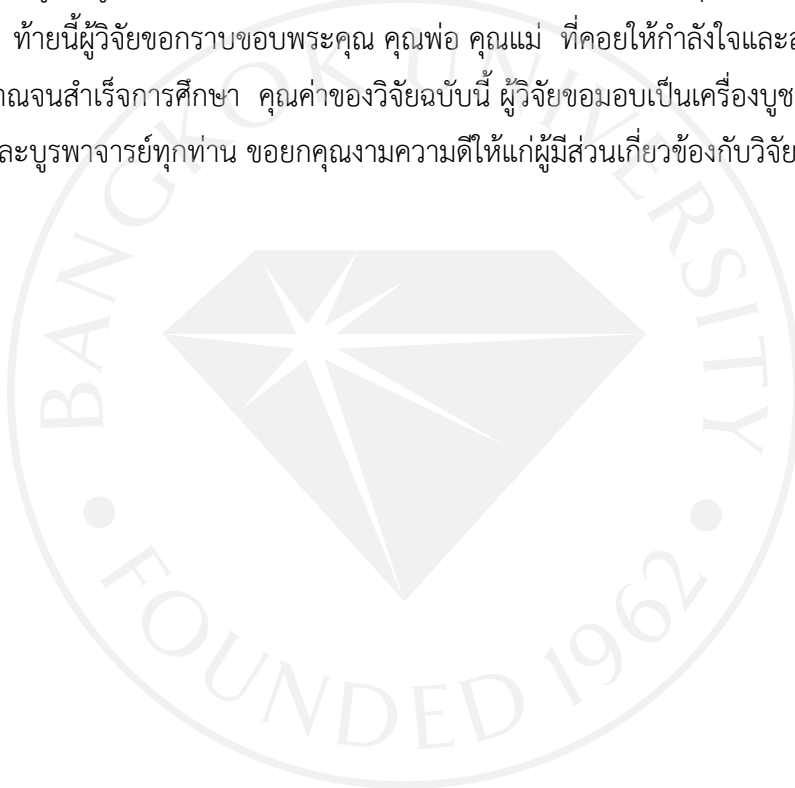 ท้ายนี้ผู้วิจัยขอกราบขอบพระคุณ คุณพ่อ คุณแม่ ที่คอยให้กำลังใจและ
จนสำเร็จการศึกษา คุณค่าของวิจัยฉบับนี้ ผู้วิจัยขอมอบเป็นเครื่อง
และบูรพาจารย์ทุกท่าน ขอยกคุณงามความดีให้แก่ผู้มีส่วนเกี่ยวข้องกับวิจัย
BANGKOK UNIVERSITY
FOUNDED 1962